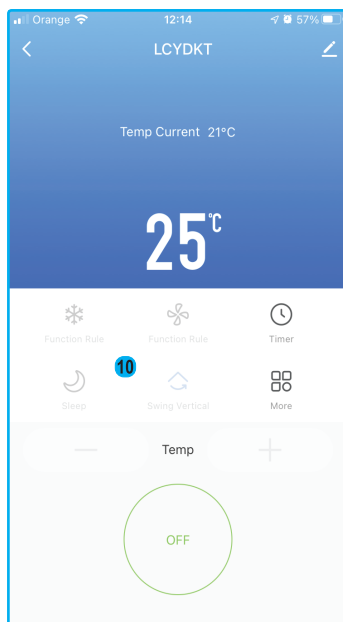 Orange 12:14 57%
LCYDKT
Temp Current 21°C
25°C
Function Rule Function Rule Timer
10
Sleep Swing Vertical More
Temp
OFF